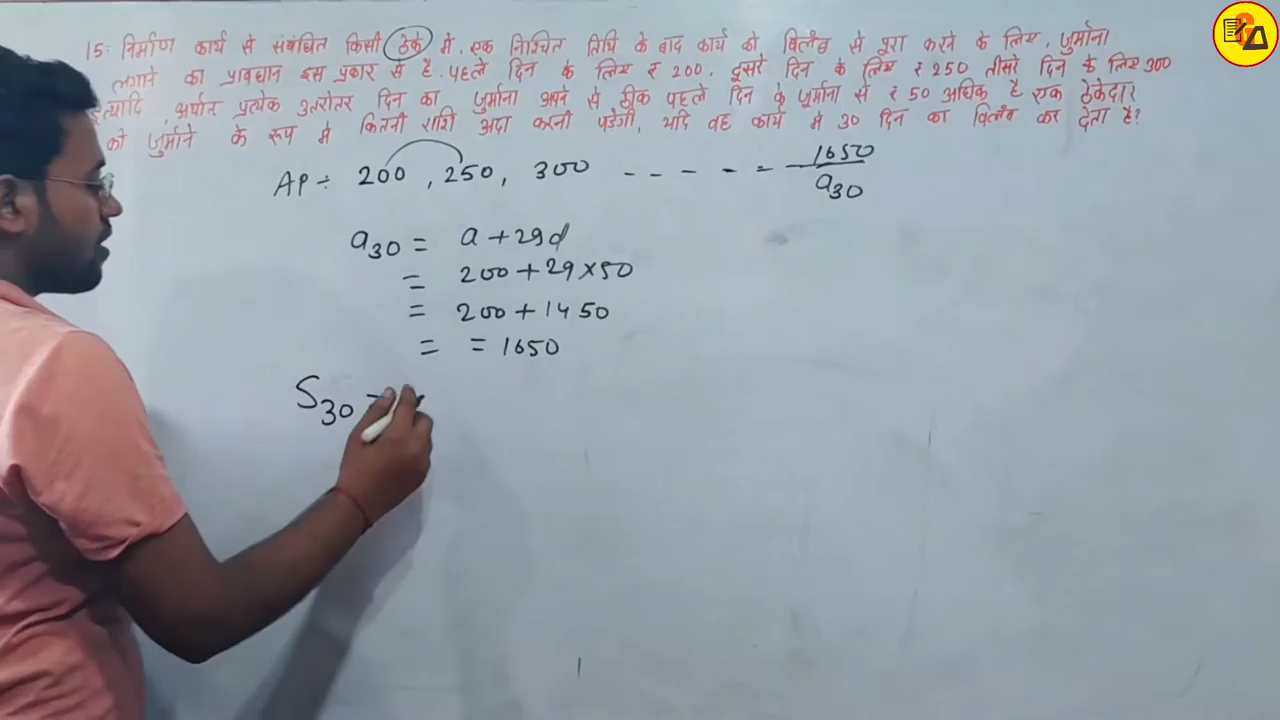 15: निर्माण कार्य से संबंधित किसी ठेके में, एक निश्चित तिथि के बाद कार्य को विलंब से पूरा करने के लिए, जुर्माना
लगाने का प्रावधान इस प्रकार से है. पहले दिन के लिए ₹ 200, दूसरे दिन के लिए ₹ 250 तीसरे दिन के लिए 300
इत्यादि अर्थात प्रत्येक उत्तरोतर दिन का जुर्माना अपने से ठीक पहले दिन के जुर्माना से ₹ 50 अधिक है एक ठेकेदार
को जुर्माने के रूप में कितनी राशि अदा करनी पड़ेगी, यदि वह कार्य में 30 दिन का विलंब कर देता है?
AP ÷ 200 , 250, 300 - - - - - = 1650
a30
a30 = a + 29d
= 200 + 29 × 50
= 200 + 1450
= = 1650
S30